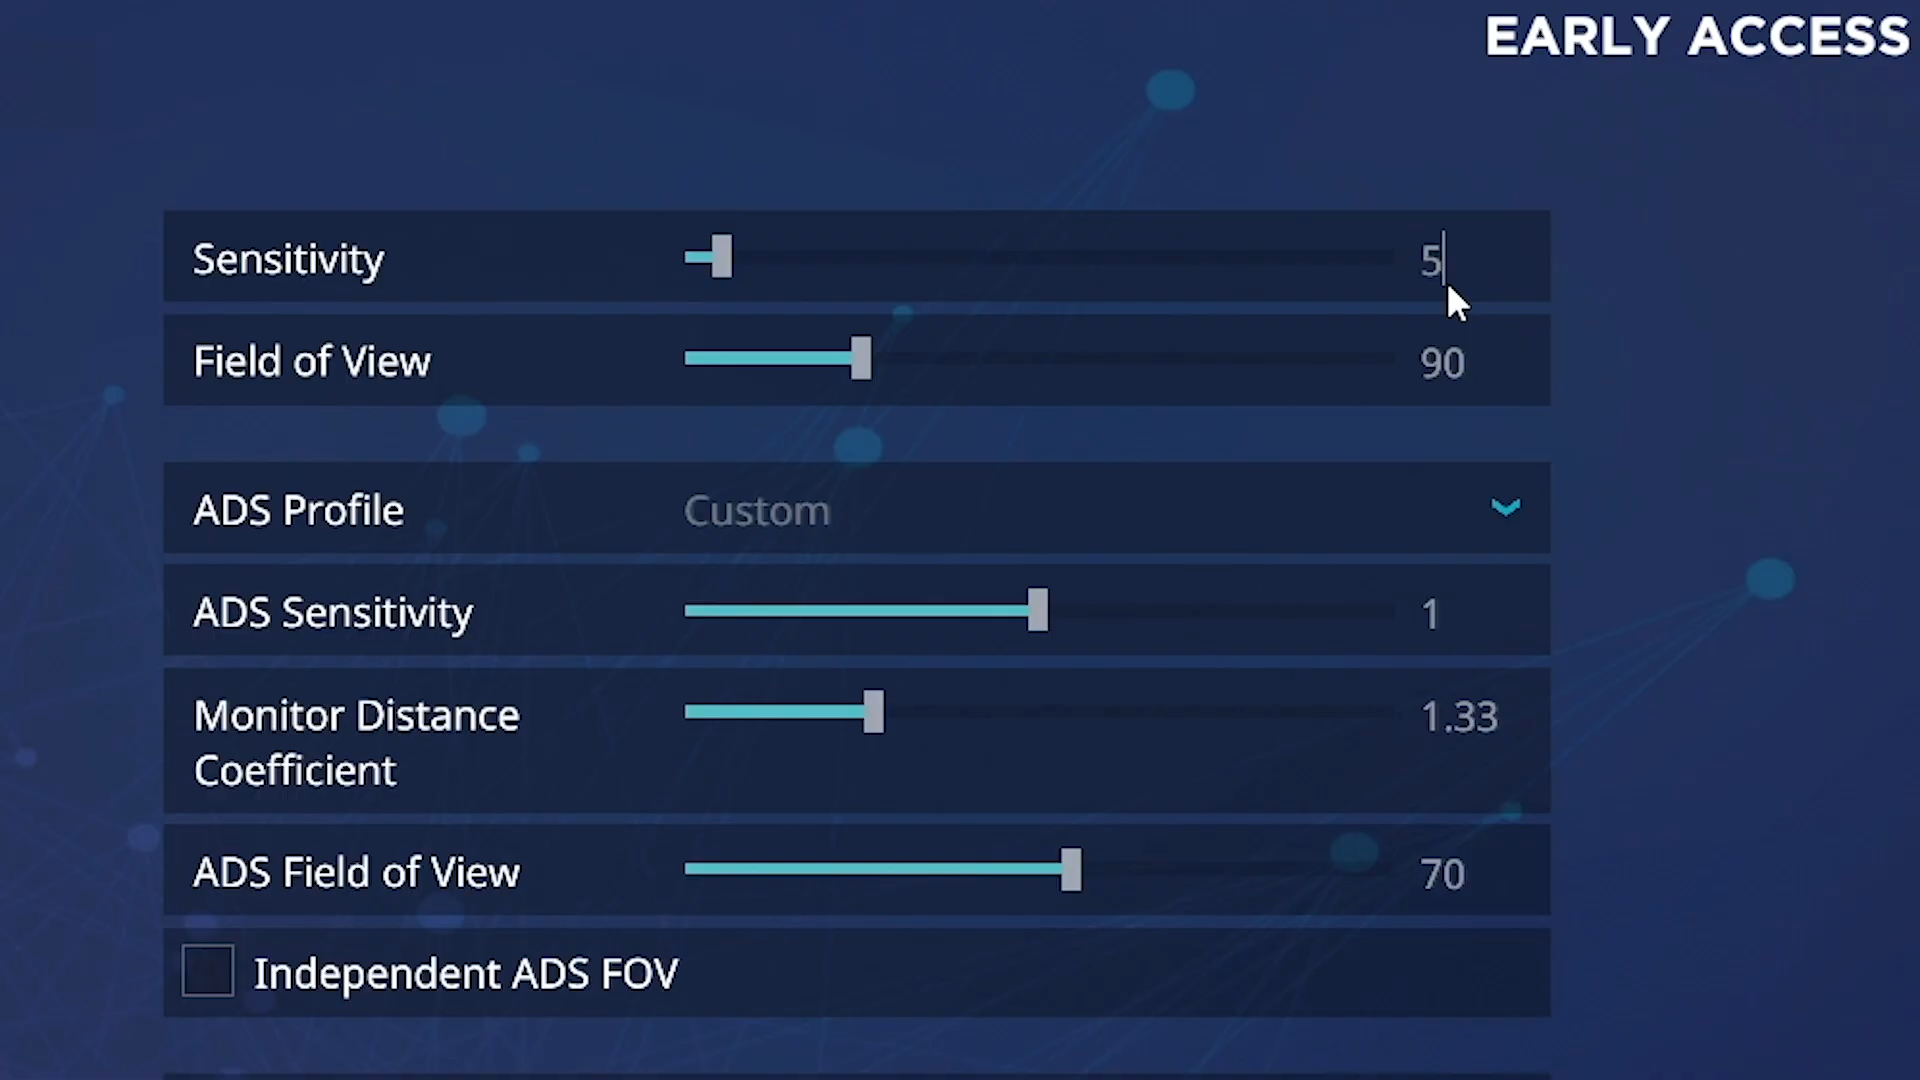 EARLY ACCESS
Sensitivity 5
Field of View 90
ADS Profile Custom
ADS Sensitivity 1
Monitor Distance 1.33
Coefficient
ADS Field of View 70
Independent ADS FOV